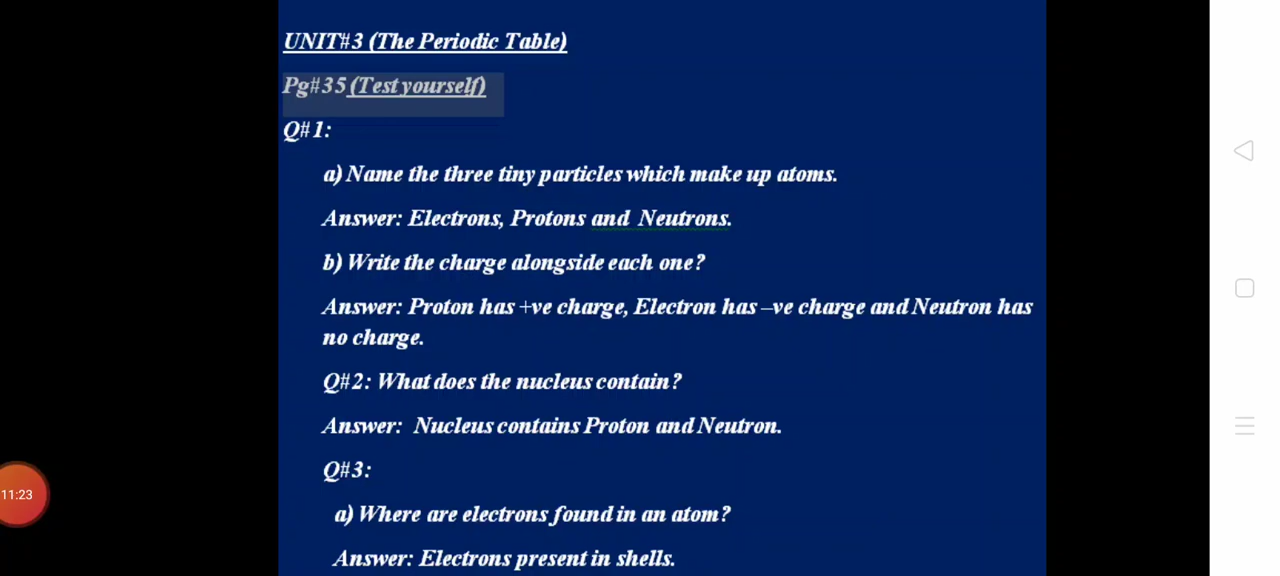 UNIT#3 (The Periodic Table)
Pg#35 (Test yourself)
Q#1:
a) Name the three tiny particles which make up atoms.
Answer: Electrons, Protons and Neutrons.
b) Write the charge alongside each one?
Answer: Proton has +ve charge, Electron has –ve charge and Neutron has
no charge.
Q#2: What does the nucleus contain?
Answer: Nucleus contains Proton and Neutron.
Q#3:
11:23
a) Where are electrons found in an atom?
Answer: Electrons present in shells.